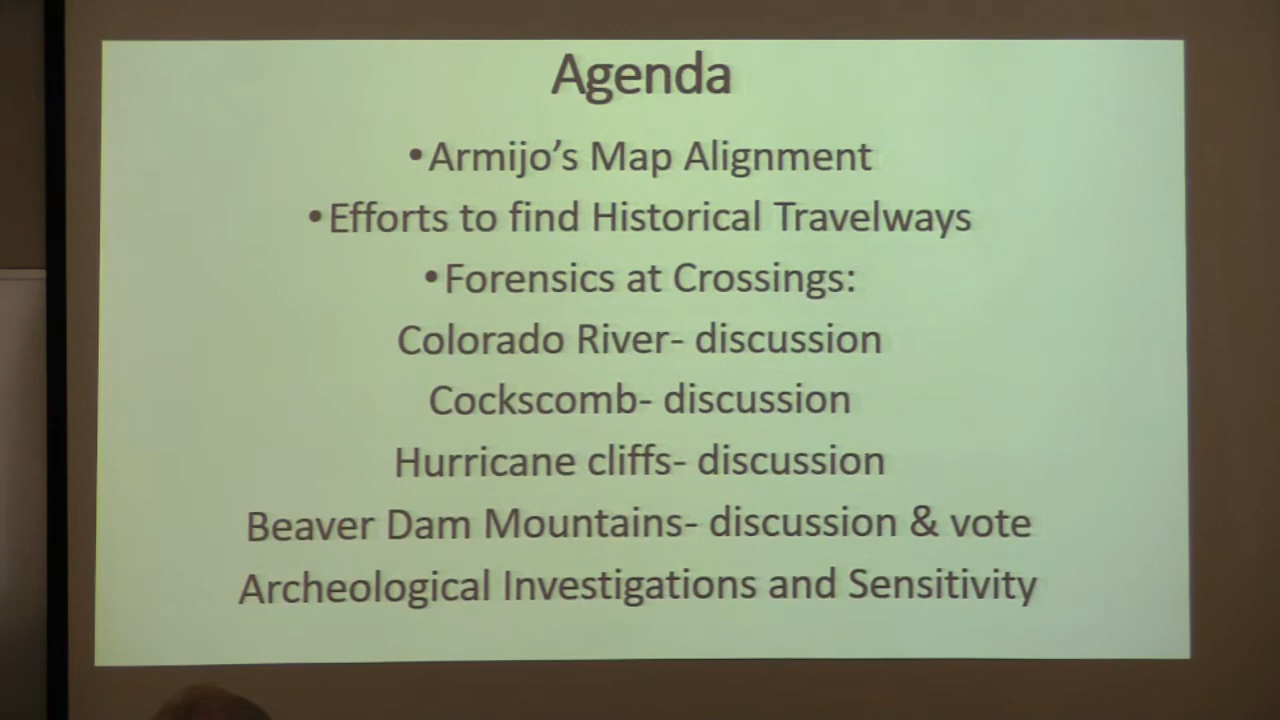 Agenda
•Armijo’s Map Alignment
•Efforts to find Historical Travelways
•Forensics at Crossings:
Colorado River- discussion
Cockscomb- discussion
Hurricane cliffs- discussion
Beaver Dam Mountains- discussion & vote
Archeological Investigations and Sensitivity